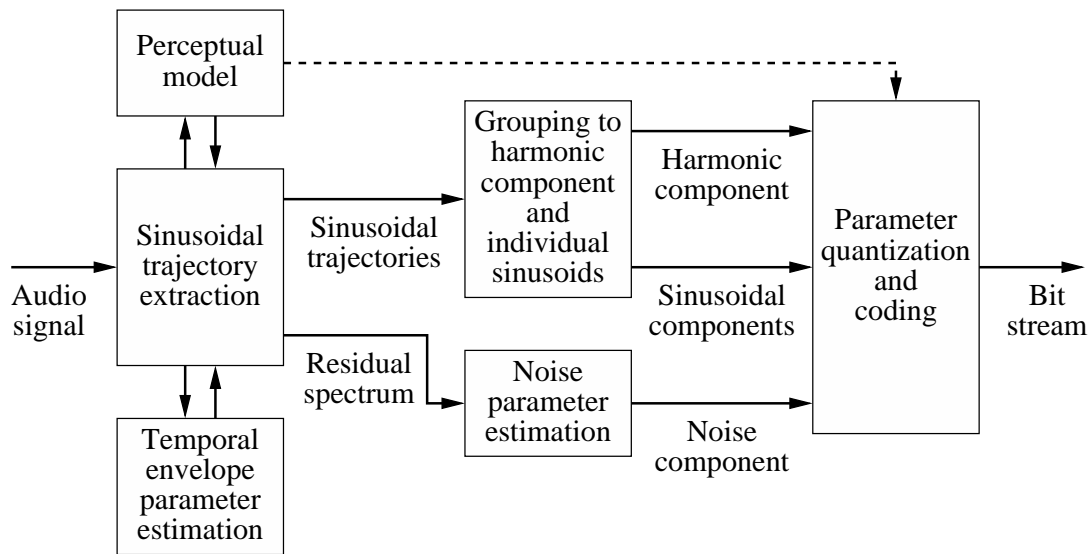 Perceptual
model
Audio
signal
Sinusoidal
trajectory
extraction
Temporal
envelope
parameter
estimation
Sinusoidal
trajectories
Residual
spectrum
Grouping to
harmonic
component
and
individual
sinusoids
Noise
parameter
estimation
Harmonic
component
Sinusoidal
components
Noise
component
Parameter
quantization
and
coding
Bit
stream